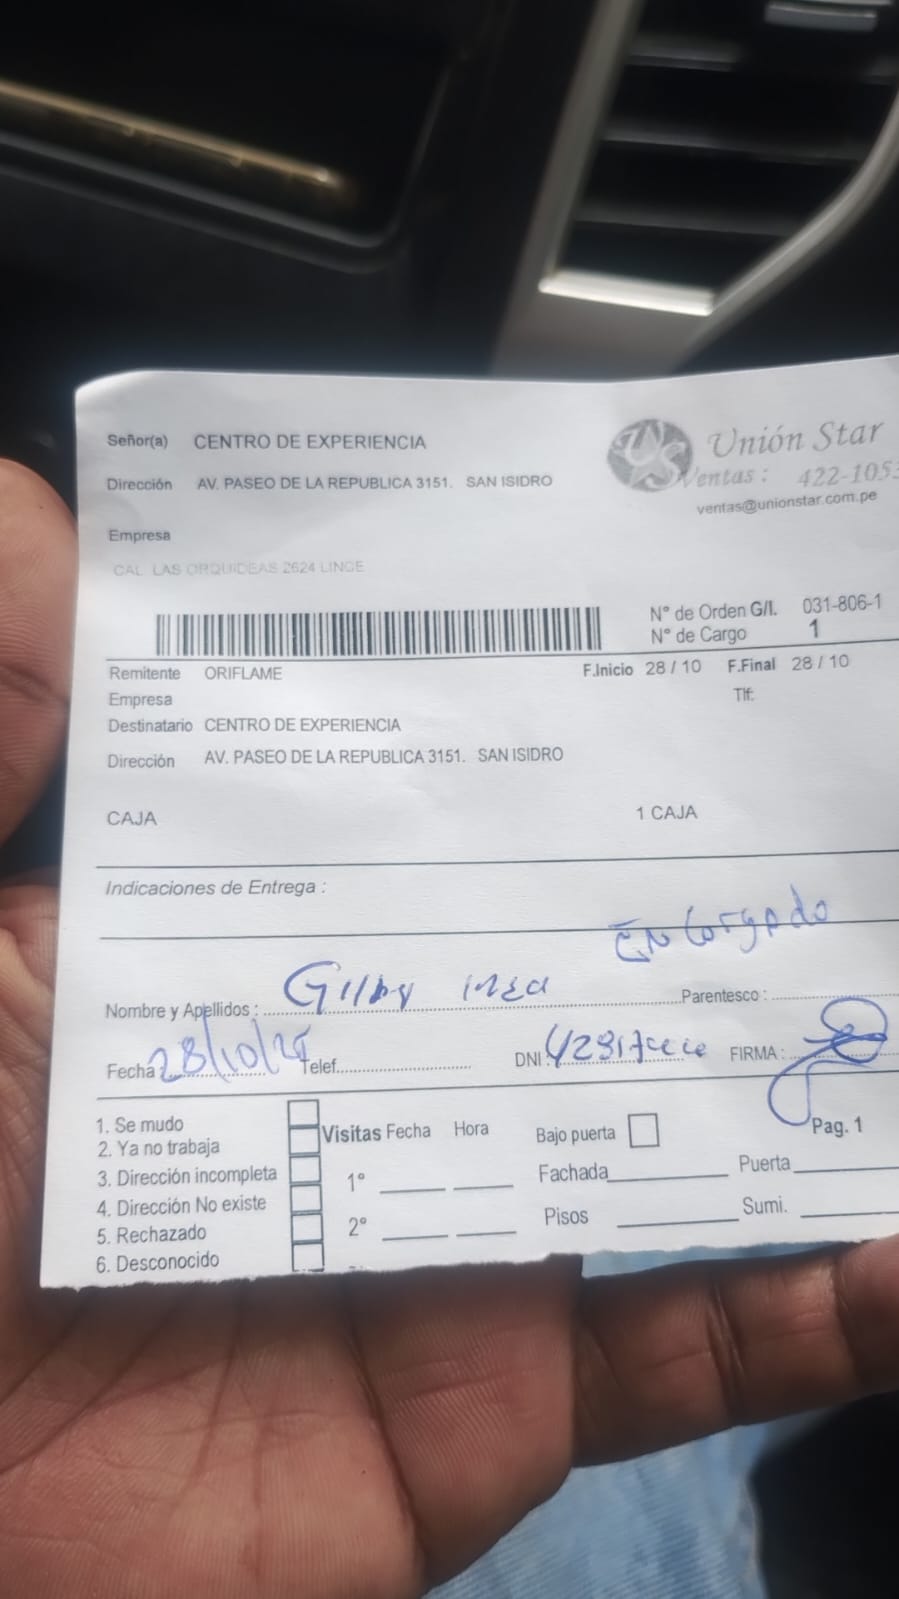 Señor(a) CENTRO DE EXPERIENCIA
Dirección AV. PASEO DE LA REPUBLICA 3151. SAN ISIDRO
Unión Star
Ventas : 422-1053
ventas@unionstar.com.pe
Empresa
CAL LAS ORQUIDEAS 2624 LINCE
N° de Orden G/I. 031-806-1
N° de Cargo 1
Remitente ORIFLAME F.Inicio 28 / 10 F.Final 28 / 10
Empresa Tlf:
Destinatario CENTRO DE EXPERIENCIA
Dirección AV. PASEO DE LA REPUBLICA 3151. SAN ISIDRO
CAJA 1 CAJA
Indicaciones de Entrega :
Encargado
Nombre y Apellidos : Parentesco :
Fecha 28/10/25 Telef. DNI: FIRMA :
1. Se mudo
2. Ya no trabaja
3. Dirección incompleta
4. Dirección No existe
5. Rechazado
6. Desconocido
Visitas Fecha Hora
1°
2°
Bajo puerta
Fachada Puerta
Pisos Sumi.
Pag. 1